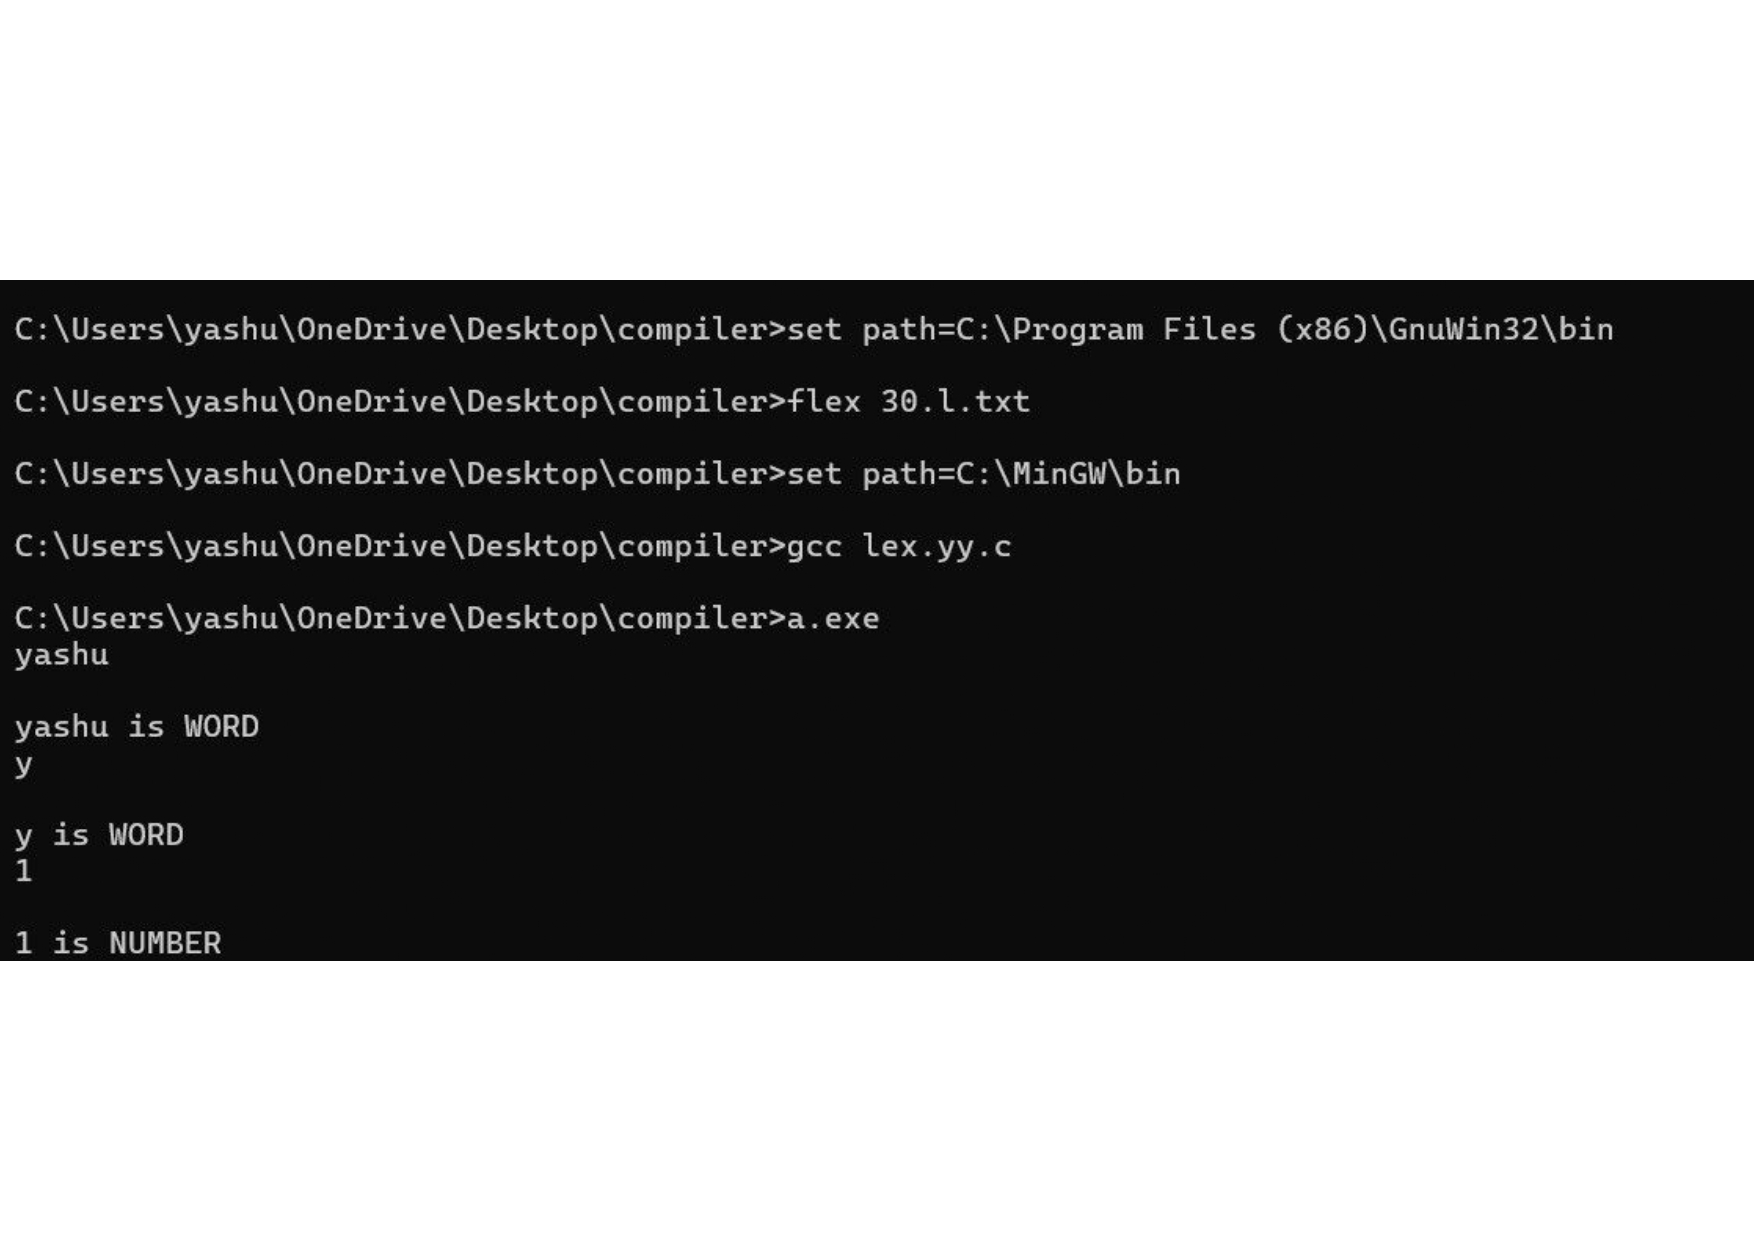 C:\Users\yashu\OneDrive\Desktop\compiler>set path=C:\Program Files (x86)\GnuWin32\bin
C:\Users\yashu\OneDrive\Desktop\compiler>flex 30.l.txt
C:\Users\yashu\OneDrive\Desktop\compiler>set path=C:\MinGW\bin
C:\Users\yashu\OneDrive\Desktop\compiler>gcc lex.yy.c
C:\Users\yashu\OneDrive\Desktop\compiler>a.exe
yashu
yashu is WORD
y
y is WORD
1
1 is NUMBER